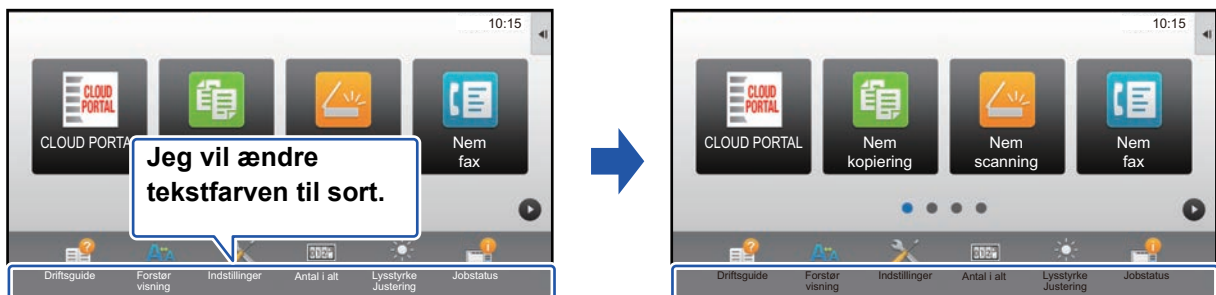 10:15
CLOUD
PORTAL
CLOUD PORTA
Nem
fax
Jeg vil ændre
tekstfarven til sort.
Driftsguide
Forstør
visning
Indstillinger
Antal i alt
Lysstyrke
Justering
Jobstatus
10:15
CLOUD
PORTAL
CLOUD PORTAL
Nem
kopiering
Nem
scanning
Nem
fax
Driftsguide
Forstør
visning
Indstillinger
Antal i alt
Lysstyrke
Justering
Jobstatus